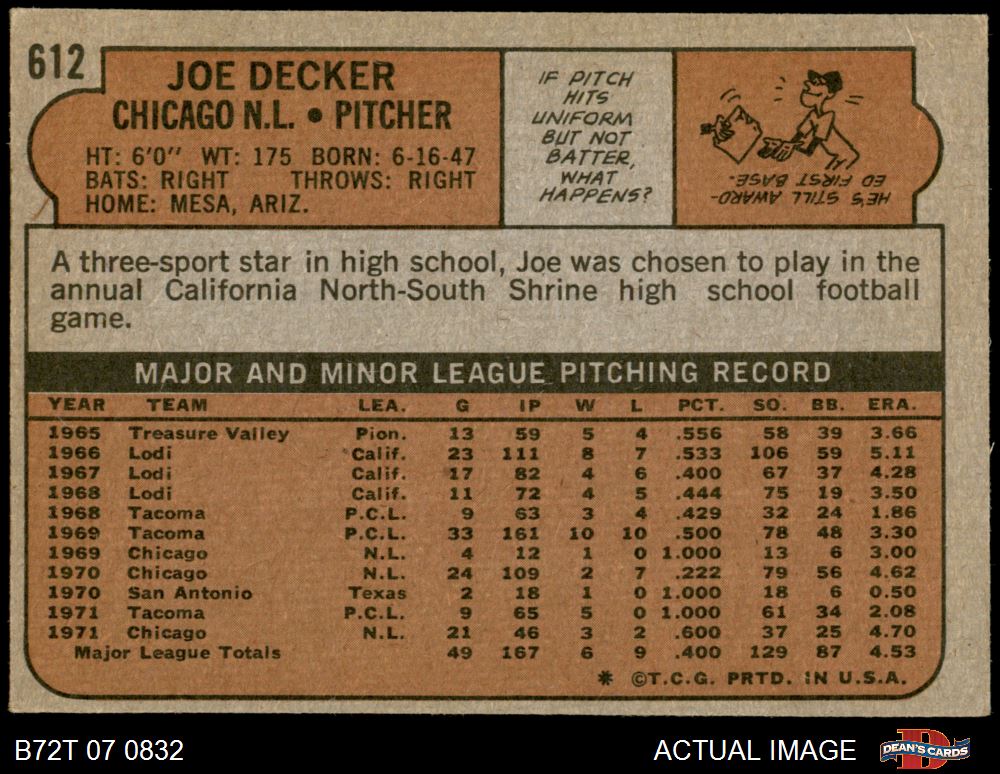 612
JOE DECKER
CHICAGO N.L. • PITCHER
HT: 6'0" WT: 175 BORN: 6-16-47
BATS: RIGHT THROWS: RIGHT
HOME: MESA, ARIZ.
IF PITCH
HITS
UNIFORM
BUT NOT
BATTER,
WHAT
HAPPENS?
HE'S STILL AWARD-
ED FIRST BASE.
A three-sport star in high school, Joe was chosen to play in the
annual California North-South Shrine high school football
game.
MAJOR AND MINOR LEAGUE PITCHING RECORD
YEAR TEAM LEA. G IP W L PCT. SO. BB. ERA.
1965 Treasure Valley Pion. 13 59 5 4 .556 58 39 3.66
1966 Lodi Calif. 23 111 8 7 .533 106 59 5.11
1967 Lodi Calif. 17 82 4 6 .400 67 37 4.28
1968 Lodi Calif. 11 72 4 5 .444 75 19 3.50
1968 Tacoma P.C.L. 9 63 3 4 .429 32 24 1.86
1969 Tacoma P.C.L. 33 161 10 10 .500 78 48 3.30
1969 Chicago N.L. 4 12 1 0 1.000 13 6 3.00
1970 Chicago N.L. 24 109 2 7 .222 79 56 4.62
1970 San Antonio Texas 2 18 1 0 1.000 18 6 0.50
1971 Tacoma P.C.L. 9 65 5 0 1.000 61 34 2.08
1971 Chicago N.L. 21 46 3 2 .600 37 25 4.70
Major League Totals 49 167 6 9 .400 129 87 4.53
* ©T.C.G. PRTD. IN U.S.A.
B72T 07 0832
ACTUAL IMAGE
DEAN'S CARDS